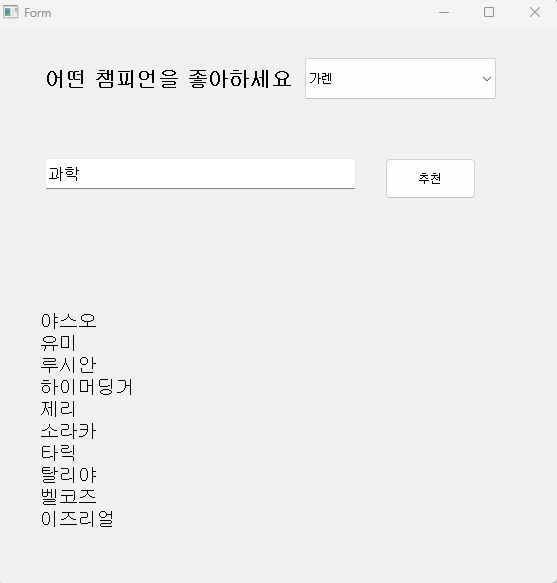 Form
어떤 챔피언을 좋아하세요 가렌
과학 추천
야스오
유미
루시안
하이머딩거
제리
소라카
타릭
탈리야
벨코즈
이즈리얼